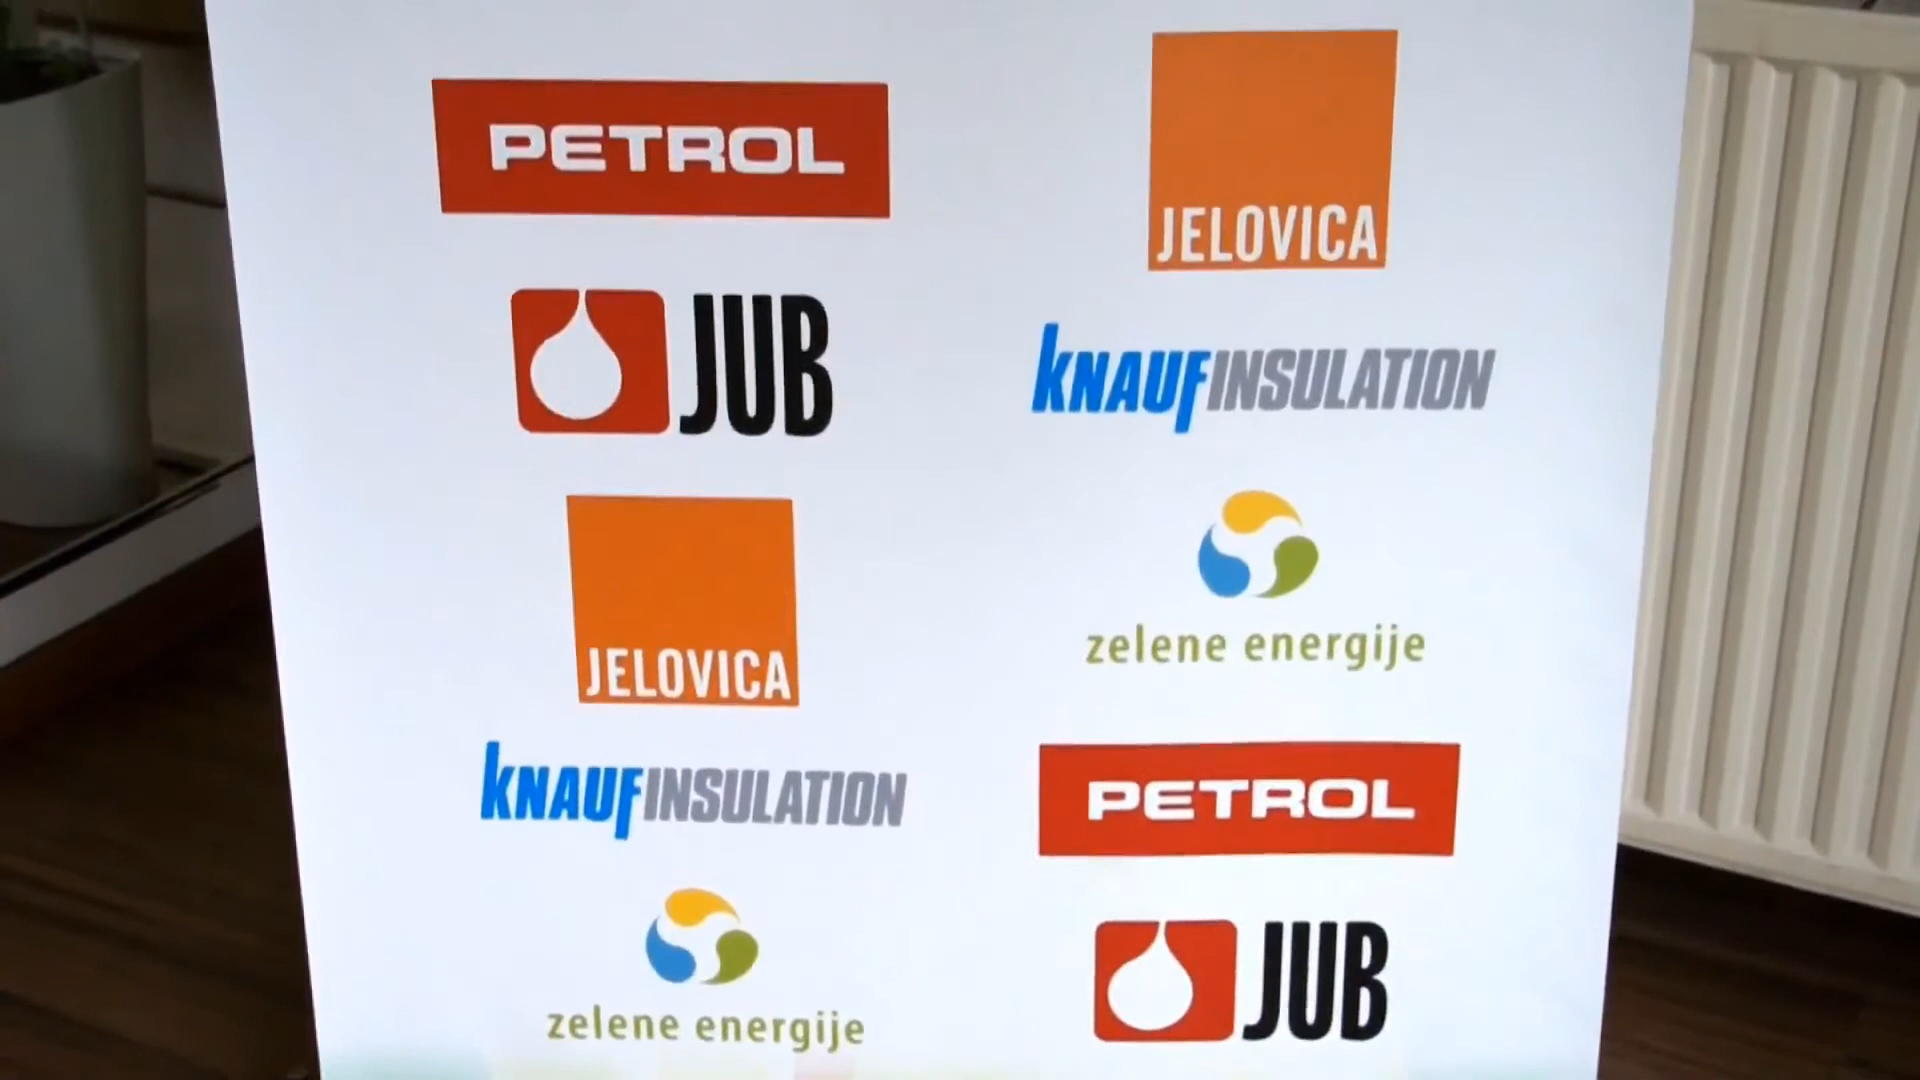 PETROL
JELOVICA
JUB
KNAUFINSULATION
JELOVICA
zelene energije
KNAUFINSULATION
PETROL
zelene energije
JUB